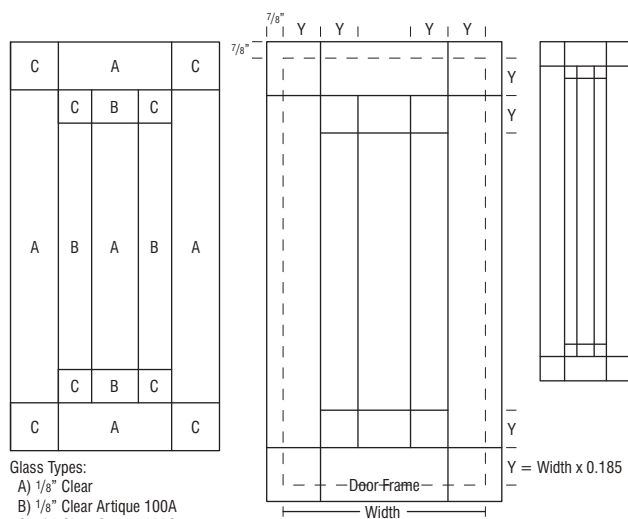 7/8"
Y Y Y Y
7/8"
C A C
Y
C B C
Y
A B A B A
C B C
Y
C A C
Y = Width x 0.185
Glass Types:
A) 1/8" Clear
Door Frame
B) 1/8" Clear Artique 100A
Width